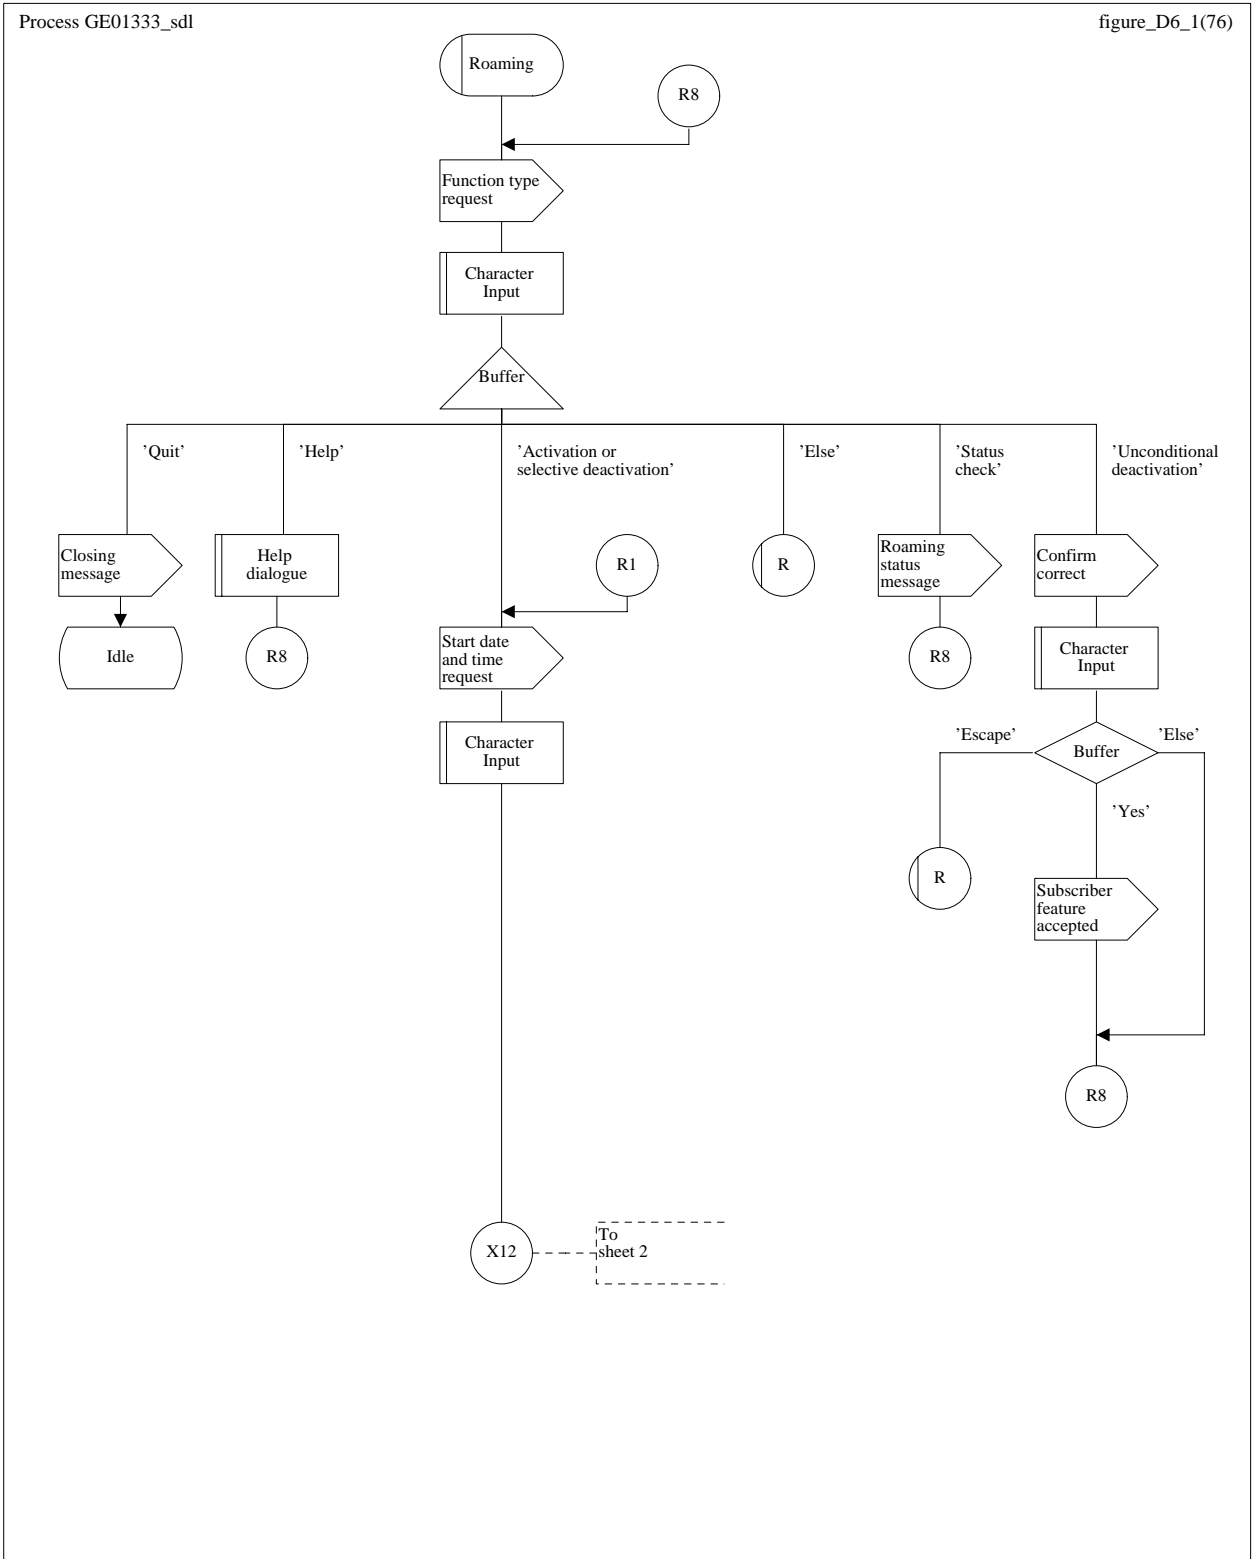 Process GE01333_sdl
figure_D6_1(76)
Roaming
R8
Function type
request
Character
Input
Buffer
’Quit’
’Help’
’Activation or
selective deactivation’
’Else’
’Status
check’
’Unconditional
deactivation’
Closing
message
Help
dialogue
R1
R
Roaming
status
message
Confirm
correct
Idle
R8
Start date
and time
request
R8
Character
Input
Character
Input
’Escape’
Buffer
’Else’
’Yes’
R
Subscriber
feature
accepted
R8
X12
To
sheet 2